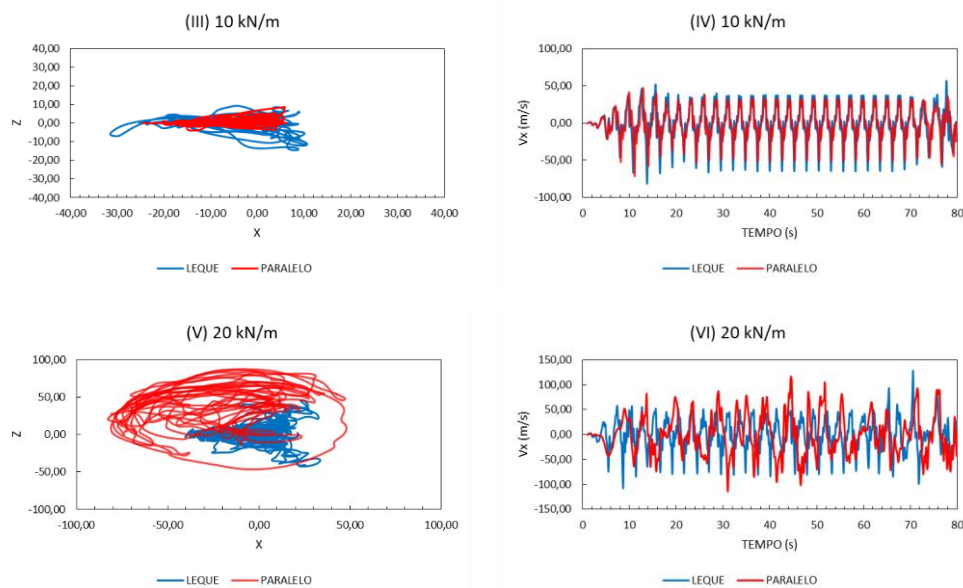 (III) 10 kN/m
40,00
30,00
20,00
10,00
0,00
-10,00
-20,00
-30,00
-40,00
Z
-40,00 -30,00 -20,00 -10,00 0,00 10,00 20,00 30,00 40,00
X
LEQUE PARALELO
(IV) 10 kN/m
100,00
50,00
0,00
-50,00
-100,00
Vx (m/s)
0 10 20 30 40 50 60 70 80
TEMPO (s)
LEQUE PARALELO
(V) 20 kN/m
100,00
50,00
0,00
-50,00
-100,00
Z
-100,00 -50,00 0,00 50,00 100,00
X
LEQUE PARALELO
(VI) 20 kN/m
150,00
100,00
50,00
0,00
-50,00
-100,00
-150,00
Vx (m/s)
0 10 20 30 40 50 60 70 80
TEMPO (s)
LEQUE PARALELO